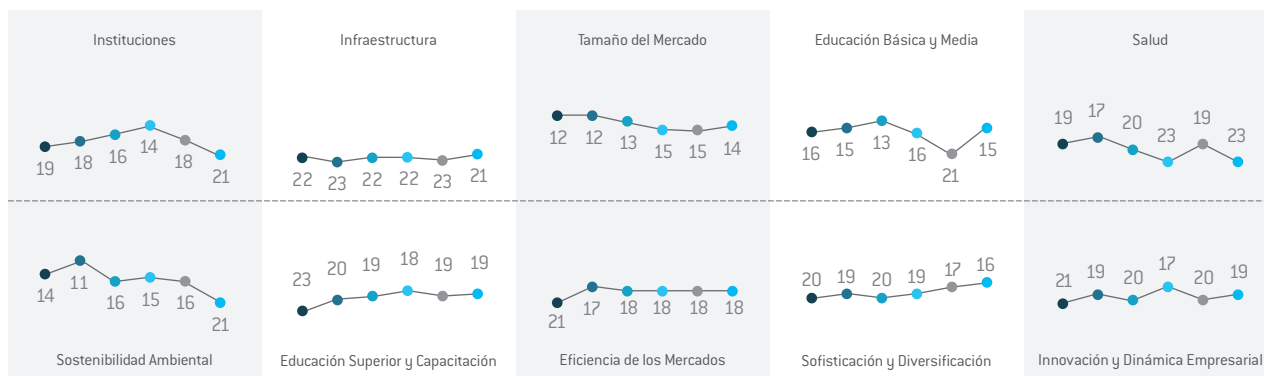 Instituciones
19 18 16 14 18 21
Infraestructura
22 23 22 22 23 21
Tamaño del Mercado
12 12 13 15 15 14
Educación Básica y Media
16 15 13 16 21 15
Salud
19 17 20 23 19 23
14 11 16 15 16 21
Sostenibilidad Ambiental
23 20 19 18 19 19
Educación Superior y Capacitación
21 17 18 18 18 18
Eficiencia de los Mercados
20 19 20 19 17 16
Sofisticación y Diversificación
21 19 20 17 20 19
Innovación y Dinámica Empresarial